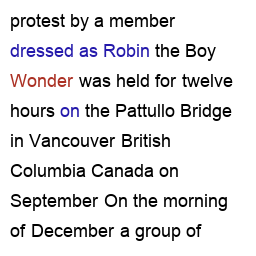 protest by a member
dressed as Robin the Boy
Wonder was held for twelve
hours on the Pattullo Bridge
in Vancouver British
Columbia Canada on
September On the morning
of December a group of